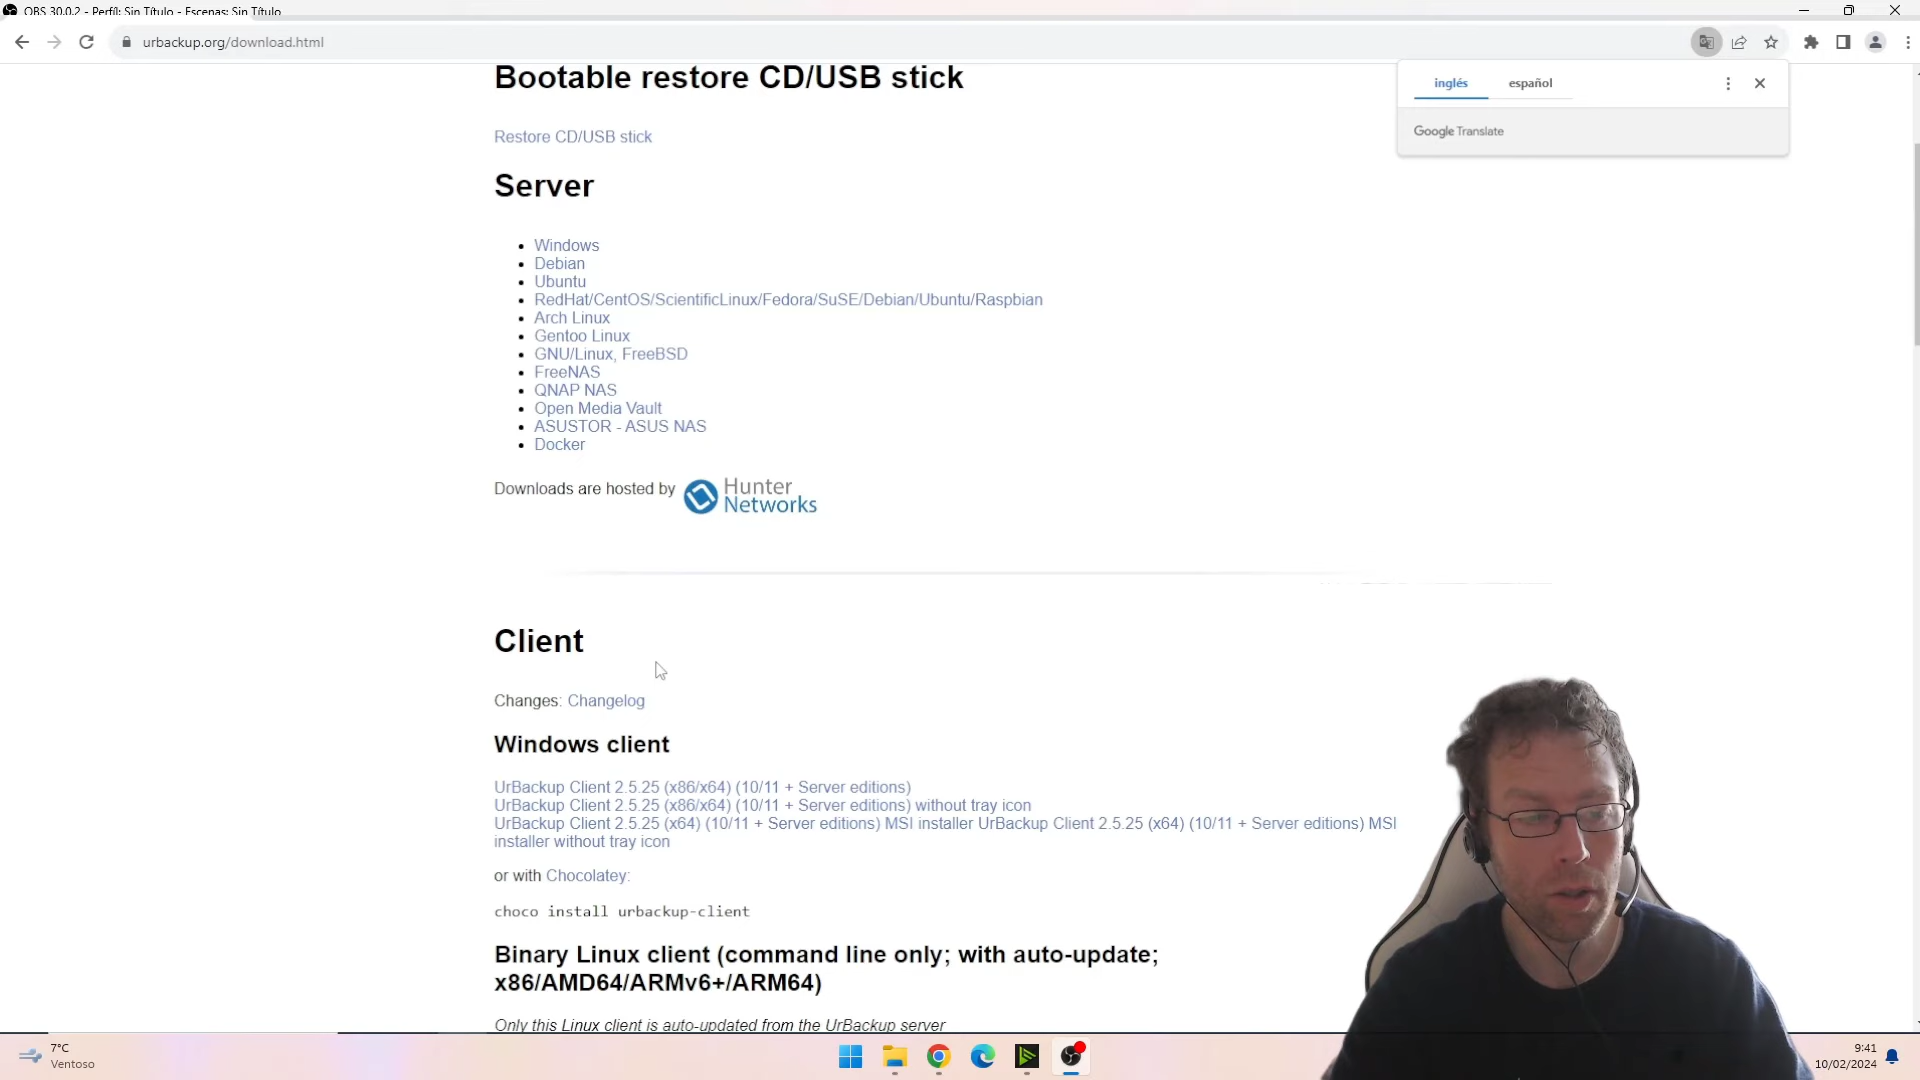 OBS 30.0.2 - Perfil: Sin Título - Escenas: Sin Título
urbackup.org/download.html
inglés español
Google Translate
Bootable restore CD/USB stick
Restore CD/USB stick
Server
Windows
Debian
Ubuntu
RedHat/CentOS/ScientificLinux/Fedora/SuSE/Debian/Ubuntu/Raspbian
Arch Linux
Gentoo Linux
GNU/Linux, FreeBSD
FreeNAS
QNAP NAS
Open Media Vault
ASUSTOR - ASUS NAS
Docker
Downloads are hosted by Hunter Networks
Client
Changes: Changelog
Windows client
UrBackup Client 2.5.25 (x86/x64) (10/11 + Server editions)
UrBackup Client 2.5.25 (x86/x64) (10/11 + Server editions) without tray icon
UrBackup Client 2.5.25 (x64) (10/11 + Server editions) MSI installer UrBackup Client 2.5.25 (x64) (10/11 + Server editions) MSI
installer without tray icon
or with Chocolatey:
choco install urbackup-client
Binary Linux client (command line only; with auto-update;
x86/AMD64/ARMv6+/ARM64)
Only this Linux client is auto-updated from the UrBackup server
7°C
Ventoso
9:41
10/02/2024